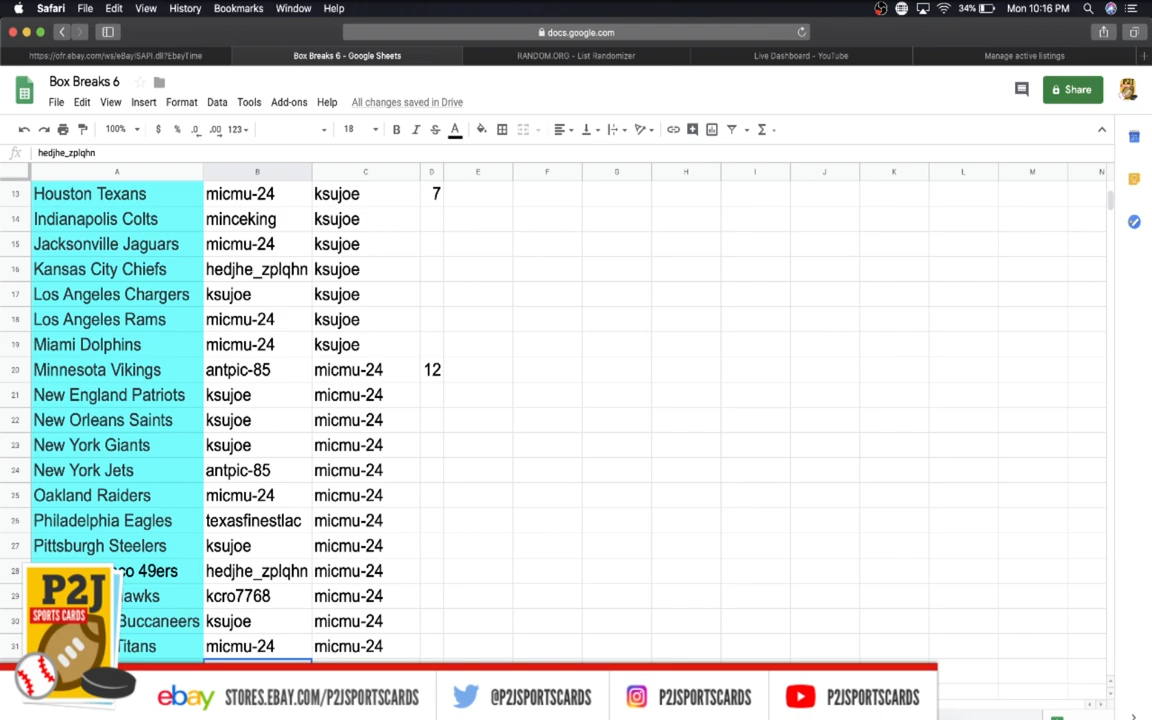 Safari File Edit View History Bookmarks Window Help 34% Mon 10:16 PM
docs.google.com
https://ofr.ebay.com/ws/eBayISAPI.dll?EbayTime Box Breaks 6 - Google Sheets RANDOM.ORG - List Randomizer Live Dashboard - YouTube Manage active listings
Box Breaks 6
File Edit View Insert Format Data Tools Add-ons Help All changes saved in Drive Share
100% $ % .0 .00 123 18 B I S A
fx hedjhe_zplqhn
A B C D E F G H I J K L M N
13 Houston Texans micmu-24 ksujoe 7
14 Indianapolis Colts minceking ksujoe
15 Jacksonville Jaguars micmu-24 ksujoe
16 Kansas City Chiefs hedjhe_zplqhn ksujoe
17 Los Angeles Chargers ksujoe ksujoe
18 Los Angeles Rams micmu-24 ksujoe
19 Miami Dolphins micmu-24 ksujoe
20 Minnesota Vikings antpic-85 micmu-24 12
21 New England Patriots ksujoe micmu-24
22 New Orleans Saints ksujoe micmu-24
23 New York Giants ksujoe micmu-24
24 New York Jets antpic-85 micmu-24
25 Oakland Raiders micmu-24 micmu-24
26 Philadelphia Eagles texasfinestlac micmu-24
27 Pittsburgh Steelers ksujoe micmu-24
28 co 49ers hedjhe_zplqhn micmu-24
29 awks kcro7768 micmu-24
30 Buccaneers ksujoe micmu-24
31 Titans micmu-24 micmu-24
P2J
SPORTS CARDS
ebay STORES.EBAY.COM/P2JSPORTSCARDS @P2JSPORTSCARDS P2JSPORTSCARDS P2JSPORTSCARDS